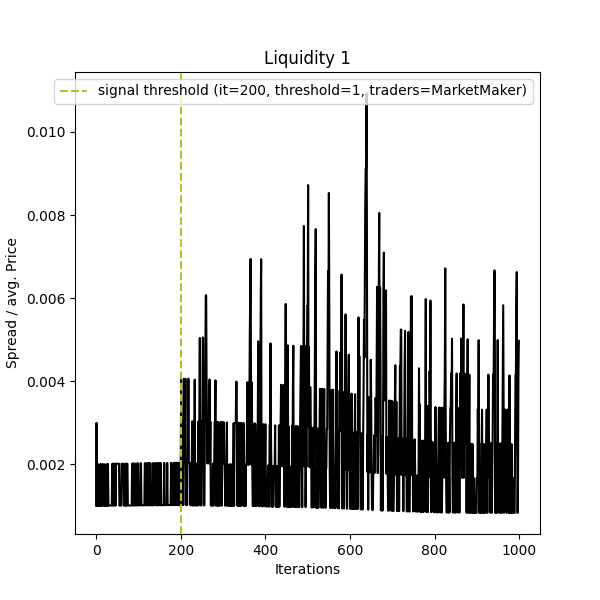 Liquidity 1
signal threshold (it=200, threshold=1, traders=MarketMaker)
Spread / avg. Price
0.010
0.008
0.006
0.004
0.002
0
200
400
600
800
1000
Iterations